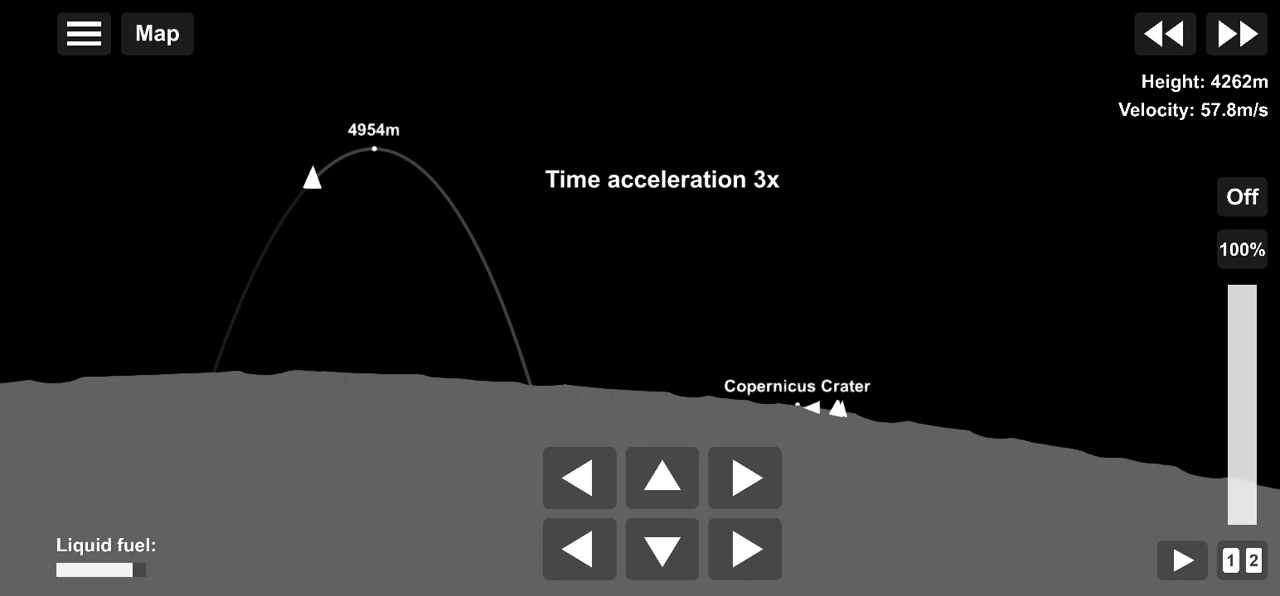 Map
Height: 4262m
Velocity: 57.8m/s
4954m
Time acceleration 3x
Off
100%
Copernicus Crater
Liquid fuel:
1 2